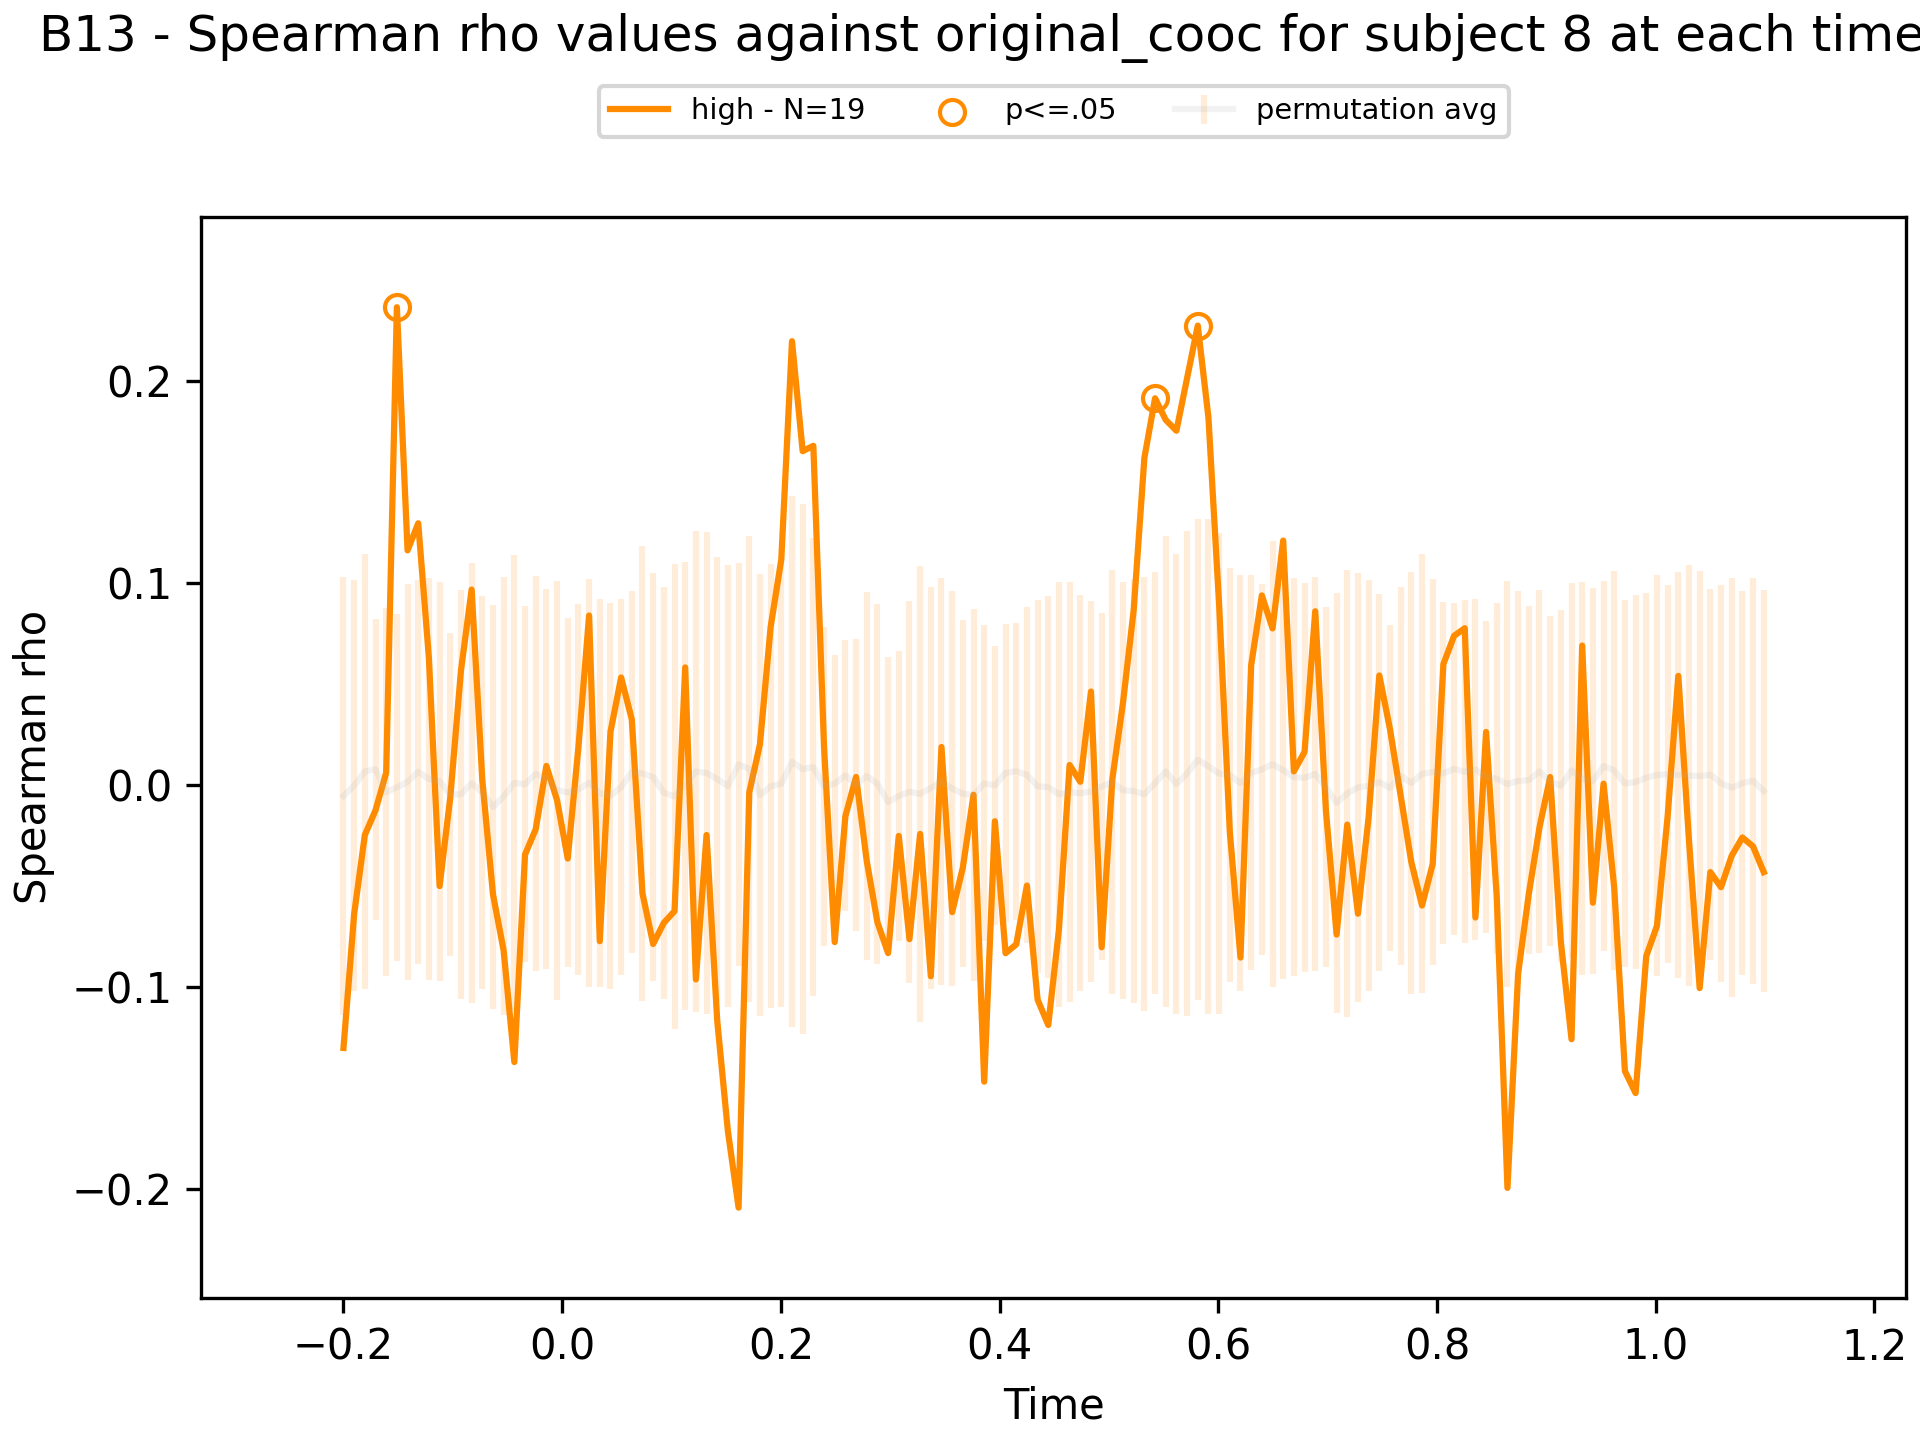 B13 - Spearman rho values against original_cooc for subject 8 at each time
high - N=19 p<=.05 permutation avg
Spearman rho
0.2
0.1
0.0
−0.1
−0.2
−0.2 0.0 0.2 0.4 0.6 0.8 1.0 1.2
Time